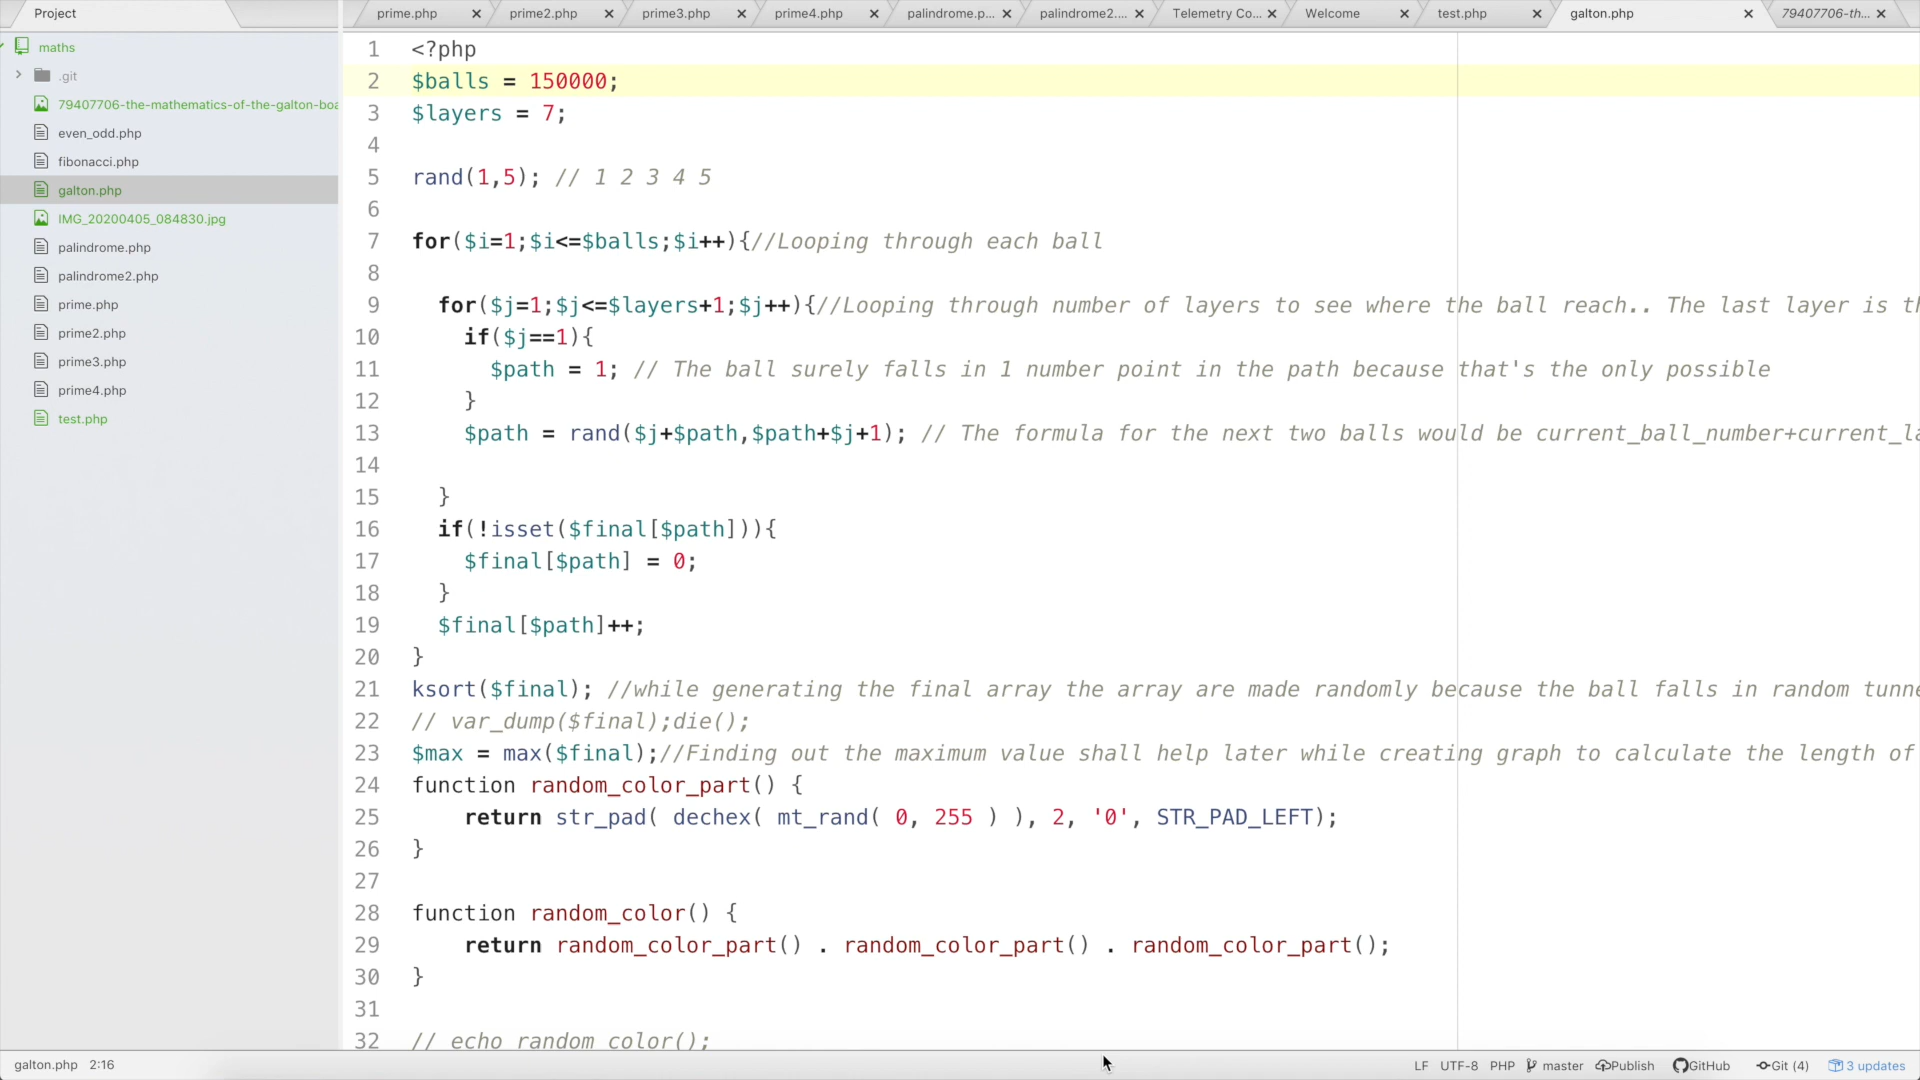 Project
prime.php
prime2.php
prime3.php
prime4.php
palindrome.p...
palindrome2....
Telemetry Co...
Welcome
test.php
galton.php
79407706-th...
maths
.git
79407706-the-mathematics-of-the-galton-boa
even_odd.php
fibonacci.php
galton.php
IMG_20200405_084830.jpg
palindrome.php
palindrome2.php
prime.php
prime2.php
prime3.php
prime4.php
test.php
1 <?php
2 $balls = 150000;
3 $layers = 7;
4
5 rand(1,5); // 1 2 3 4 5
6
7 for($i=1;$i<=$balls;$i++){//Looping through each ball
8
9 for($j=1;$j<=$layers+1;$j++){//Looping through number of layers to see where the ball reach.. The last layer is th
10 if($j==1){
11 $path = 1; // The ball surely falls in 1 number point in the path because that's the only possible
12 }
13 $path = rand($j+$path,$path+$j+1); // The formula for the next two balls would be current_ball_number+current_la
14
15 }
16 if(!isset($final[$path])){
17 $final[$path] = 0;
18 }
19 $final[$path]++;
20 }
21 ksort($final); //while generating the final array the array are made randomly because the ball falls in random tunne
22 // var_dump($final);die();
23 $max = max($final);//Finding out the maximum value shall help later while creating graph to calculate the length of
24 function random_color_part() {
25 return str_pad( dechex( mt_rand( 0, 255 ) ), 2, '0', STR_PAD_LEFT);
26 }
27
28 function random_color() {
29 return random_color_part() . random_color_part() . random_color_part();
30 }
31
32 // echo random_color();
galton.php 2:16
LF UTF-8 PHP master Publish GitHub Git (4) 3 updates